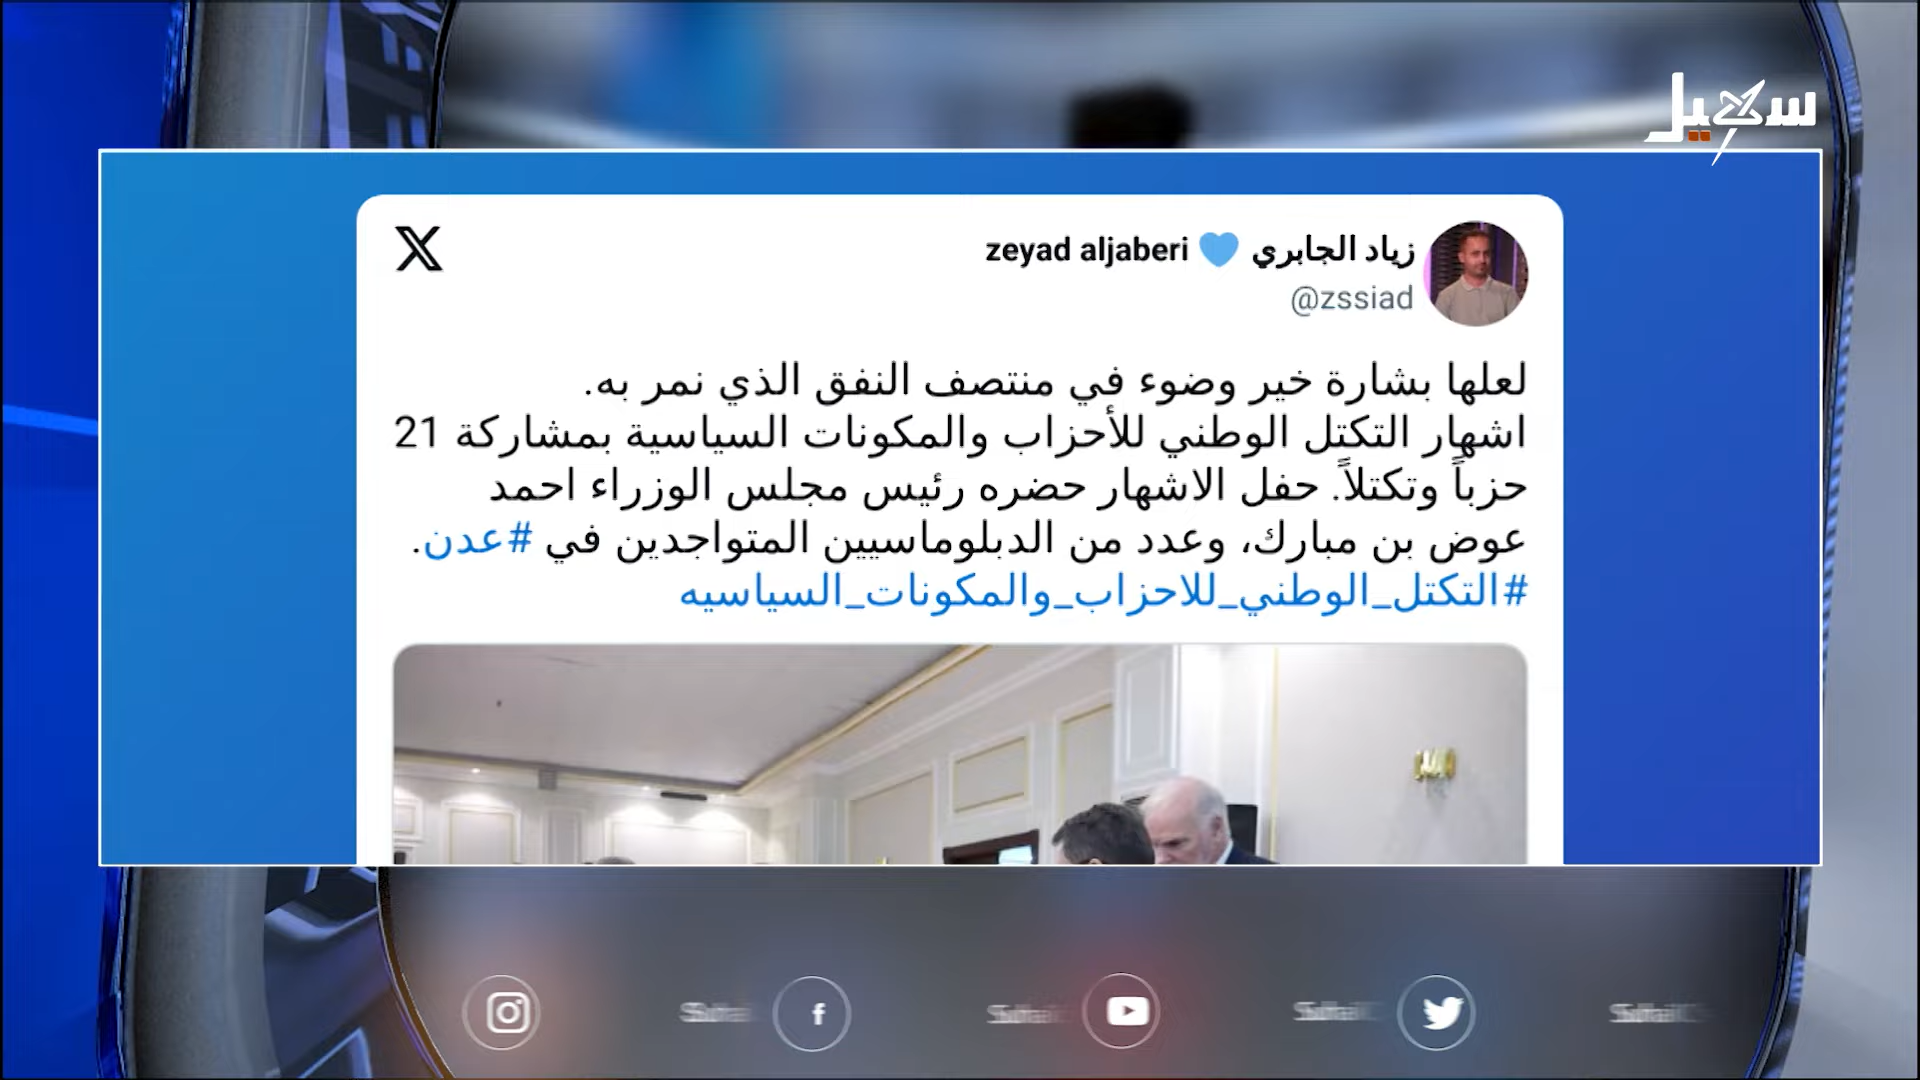 سهيل
زياد الجابري 💙 zeyad aljaberi
@zssiad
لعلها بشارة خير وضوء في منتصف النفق الذي نمر به.
اشهار التكتل الوطني للأحزاب والمكونات السياسية بمشاركة 21
حزباً وتكتلاً. حفل الاشهار حضره رئيس مجلس الوزراء احمد
عوض بن مبارك، وعدد من الدبلوماسيين المتواجدين في #عدن.
#التكتل_الوطني_للاحزاب_والمكونات_السياسيه